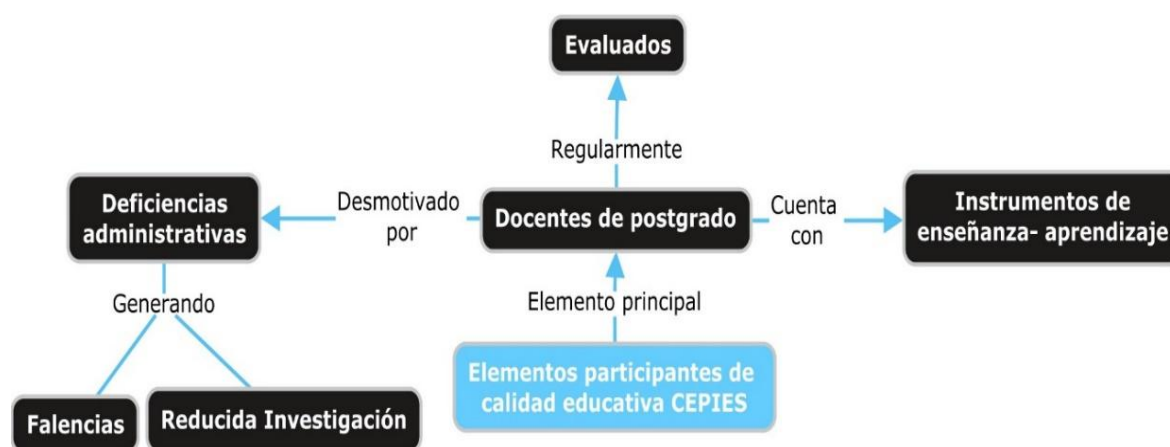 Evaluados
Regularmente
Deficiencias
administrativas
Desmotivado
por
Docentes de postgrado
Cuenta
con
Instrumentos de
enseñanza- aprendizaje
Generando
Elemento principal
Elementos participantes de
calidad educativa CEPIES
Falencias
Reducida Investigación